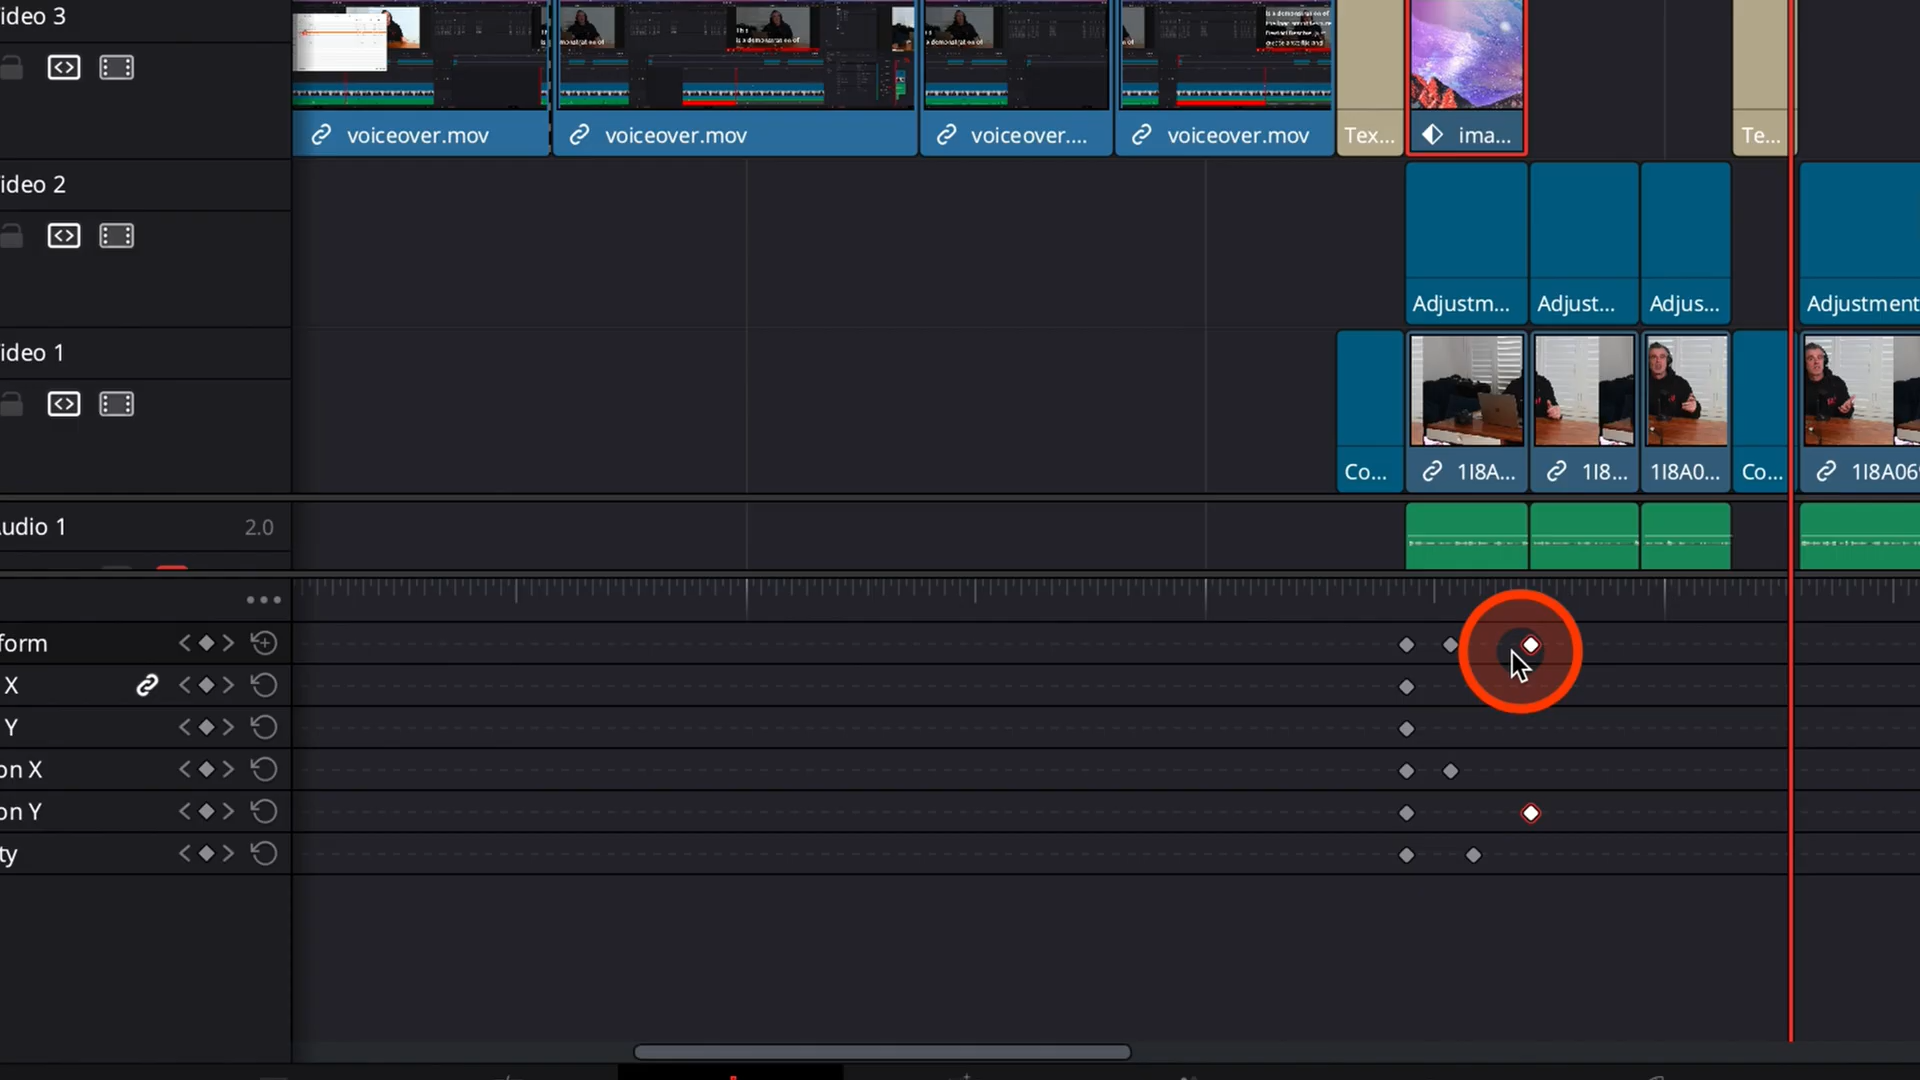 ideo 3
voiceover.mov
voiceover.mov
voiceover....
voiceover.mov
Tex...
ima...
Te...
ideo 2
Adjustm...
Adjust...
Adjus...
Adjustment
ideo 1
Co...
1I8A...
1I8...
1I8A0...
Co...
1I8A06
udio 1
2.0
form
X
Y
on X
on Y
ty